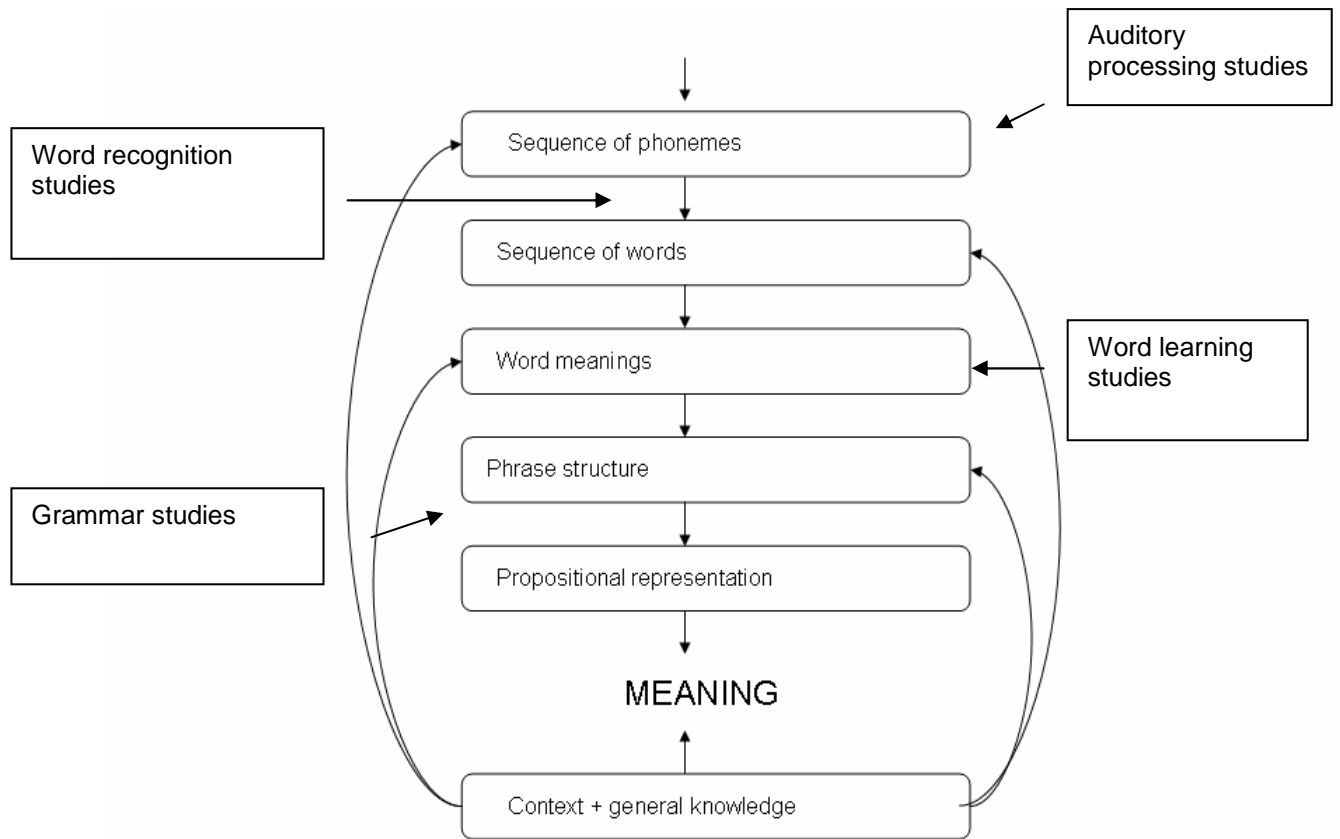 Auditory
processing studies
Sequence of phonemes
Word recognition
studies
Sequence of words
Word meanings
Word learning
studies
Phrase structure
Grammar studies
Propositional representation
MEANING
Context + general knowledge